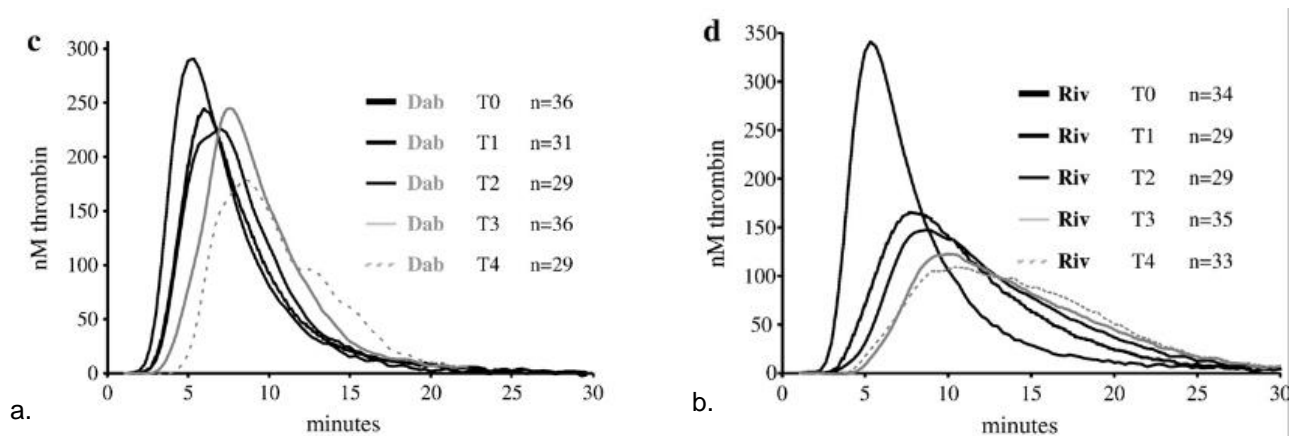 c
300
250
200
150
100
50
0
nM thrombin
Dab T0 n=36
Dab T1 n=31
Dab T2 n=29
Dab T3 n=36
Dab T4 n=29
0 5 10 15 20 25 30
minutes
a.
d
350
300
250
200
150
100
50
0
nM thrombin
Riv T0 n=34
Riv T1 n=29
Riv T2 n=29
Riv T3 n=35
Riv T4 n=33
0 5 10 15 20 25 30
minutes
b.